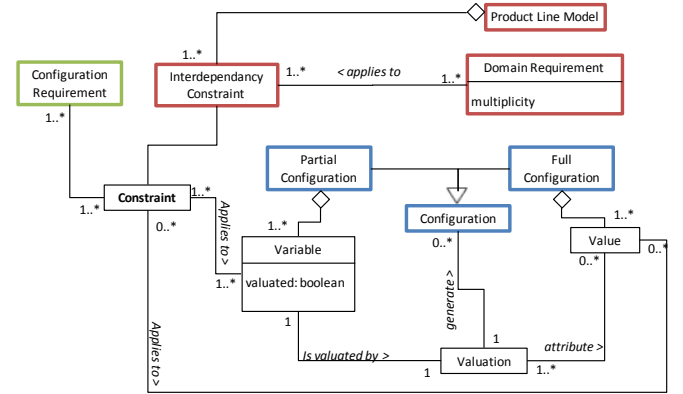 Product Line Model
1..*
Configuration
Requirement
Interdependancy
Constraint
1..*
< applies to
1..*
Domain Requirement
multiplicity
1..*
Partial
Configuration
Full
Configuration
Constraint
1..*
1..*
0..*
Applies to >
Configuration
1..*
1..*
Variable
0..*
Value
0..*
0..*
valuated: boolean
1..*
generate >
1
Applies to >
Is valuated by >
1
1
Valuation
attribute >
1..*